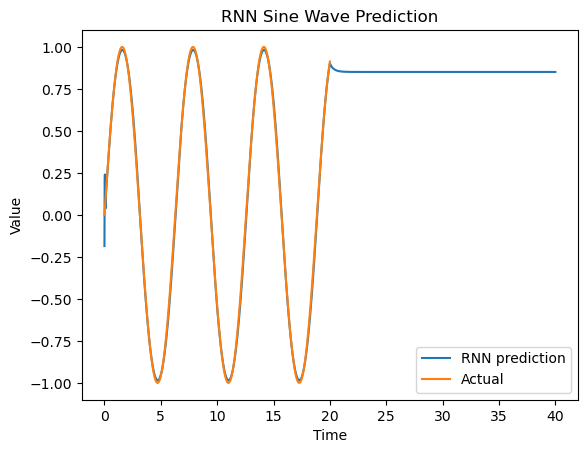 RNN Sine Wave Prediction
1.00
0.75
0.50
0.25
0.00
−0.25
−0.50
−0.75
−1.00
Value
RNN prediction
Actual
0 5 10 15 20 25 30 35 40
Time